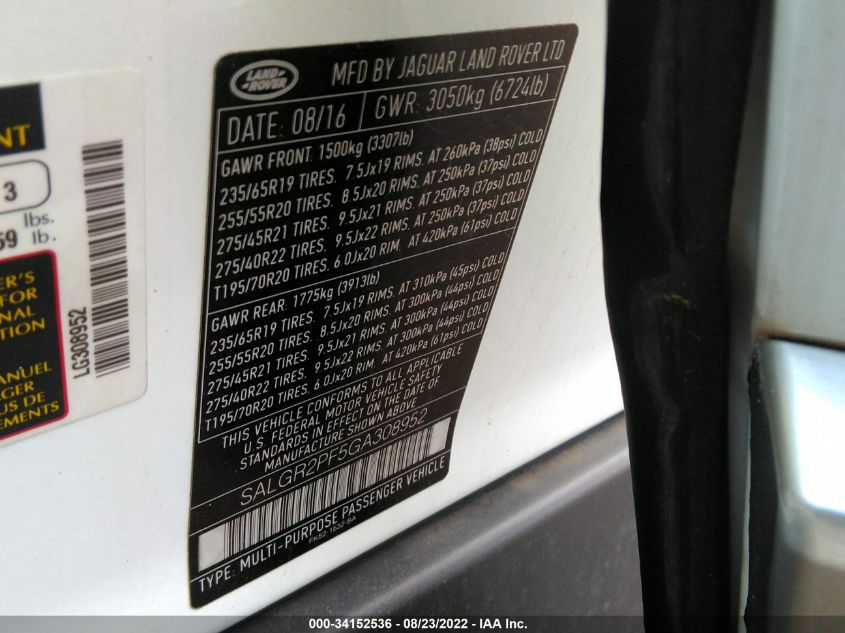 LAND
ROVER
MFD BY JAGUAR LAND ROVER LTD
DATE: 08/16
GWR: 3050kg (6724lb)
GAWR FRONT: 1500kg (3307lb)
235/65R19 TIRES. 7.5Jx19 RIMS. AT 260kPa (38psi) COLD
255/55R20 TIRES. 8.5Jx20 RIMS. AT 250kPa (37psi) COLD
275/45R21 TIRES. 9.5Jx21 RIMS. AT 250kPa (37psi) COLD
275/40R22 TIRES. 9.5Jx22 RIMS. AT 250kPa (37psi) COLD
T195/70R20 TIRES. 6.0Jx20 RIM. AT 420kPa (61psi) COLD
GAWR REAR: 1775kg (3913lb)
235/65R19 TIRES. 7.5Jx19 RIMS. AT 310kPa (45psi) COLD
255/55R20 TIRES. 8.5Jx20 RIMS. AT 300kPa (44psi) COLD
275/45R21 TIRES. 9.5Jx21 RIMS. AT 300kPa (44psi) COLD
275/40R22 TIRES. 9.5Jx22 RIMS. AT 300kPa (44psi) COLD
T195/70R20 TIRES. 6.0Jx20 RIM. AT 420kPa (61psi) COLD
THIS VEHICLE CONFORMS TO ALL APPLICABLE
U.S. FEDERAL MOTOR VEHICLE SAFETY
STANDARDS IN EFFECT ON THE DATE OF
MANUFACTURE SHOWN ABOVE
SALGR2PF5GA308952
TYPE: MULTI-PURPOSE PASSENGER VEHICLE
FK52-1532-BA
NT
3
lbs.
59 lb.
LG308952
ER'S
FOR
ONAL
TION
ANUEL
AGER
US DE
EMENTS
000-34152536 - 08/23/2022 - IAA Inc.